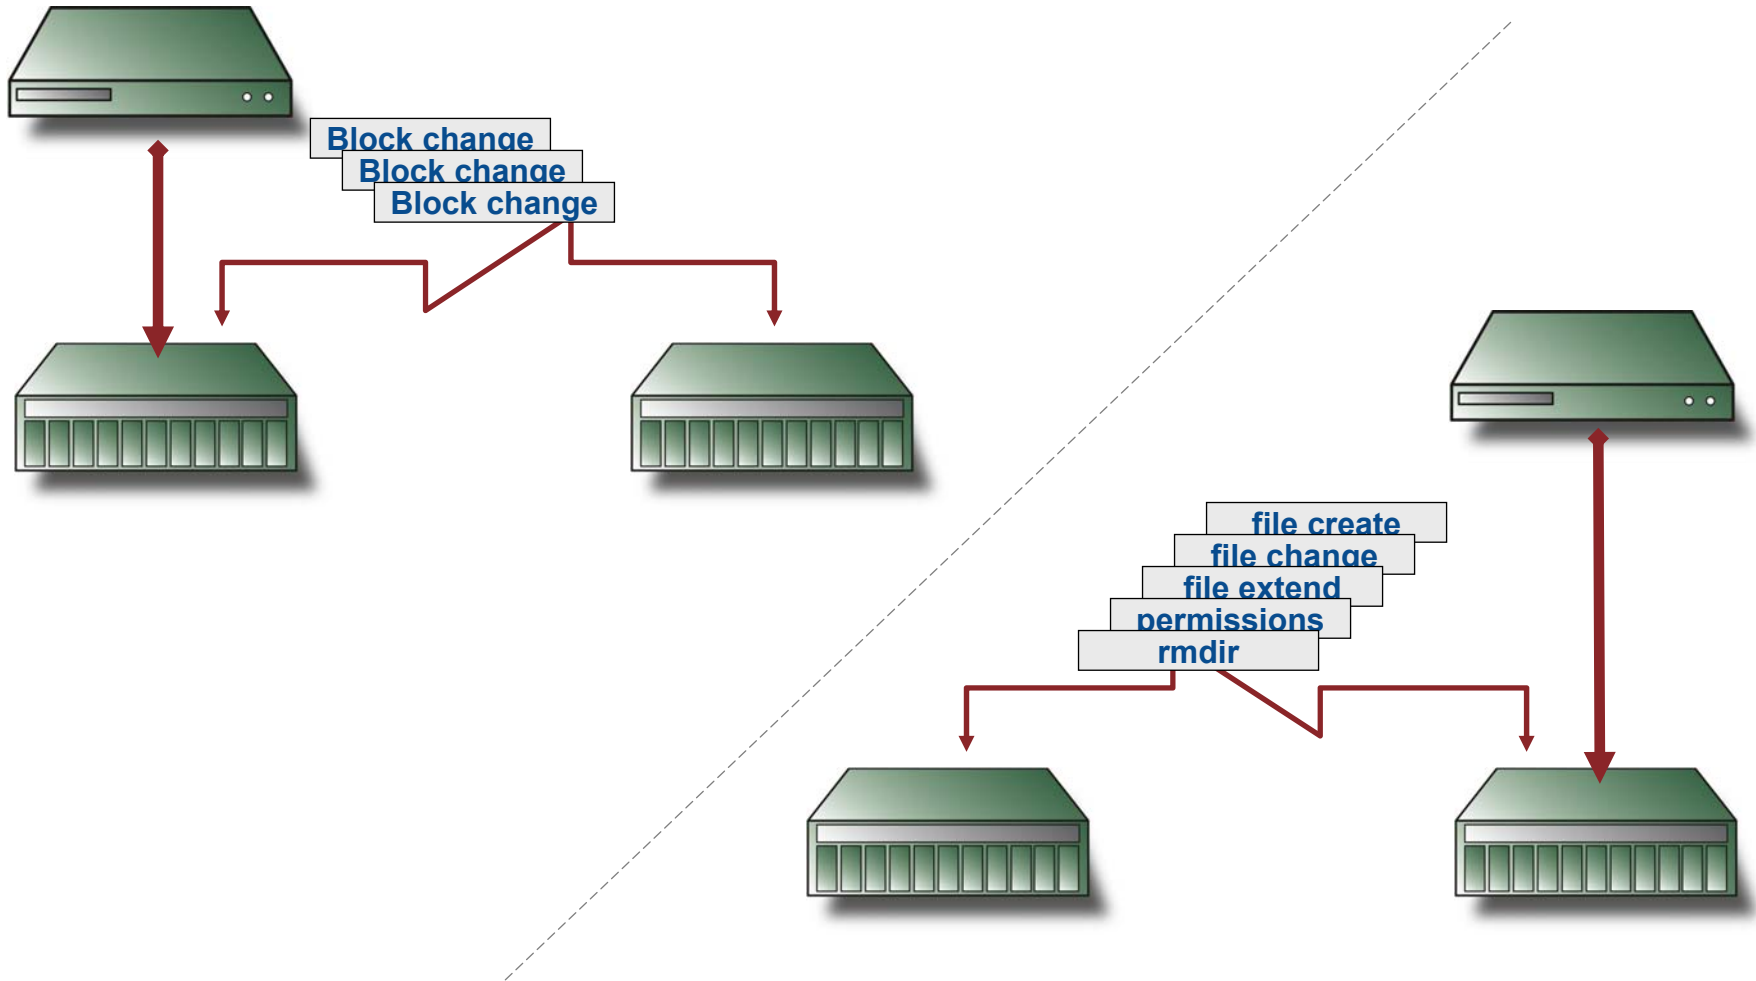 Block change
Block change
Block change
file create
file change
file extend
permissions
rmdir